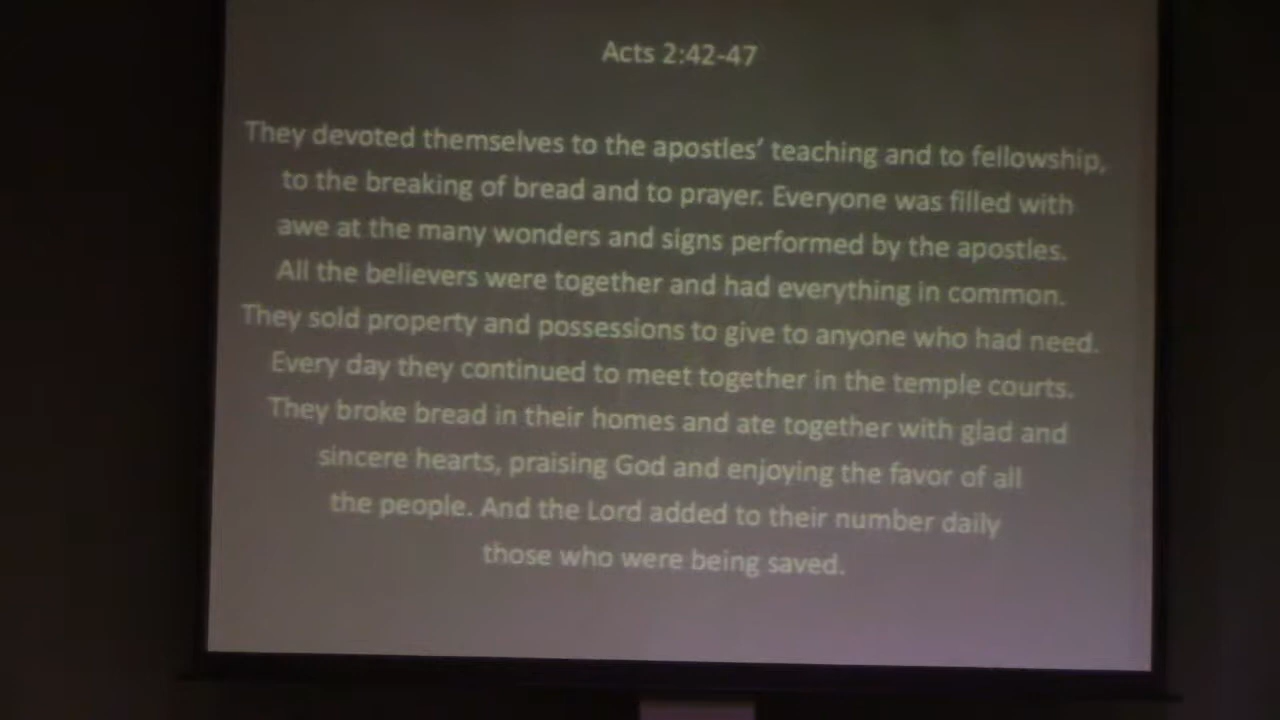 Acts 2:42-47
They devoted themselves to the apostles' teaching and to fellowship,
to the breaking of bread and to prayer. Everyone was filled with
awe at the many wonders and signs performed by the apostles.
All the believers were together and had everything in common.
They sold property and possessions to give to anyone who had need.
Every day they continued to meet together in the temple courts.
They broke bread in their homes and ate together with glad and
sincere hearts, praising God and enjoying the favor of all
the people. And the Lord added to their number daily
those who were being saved.